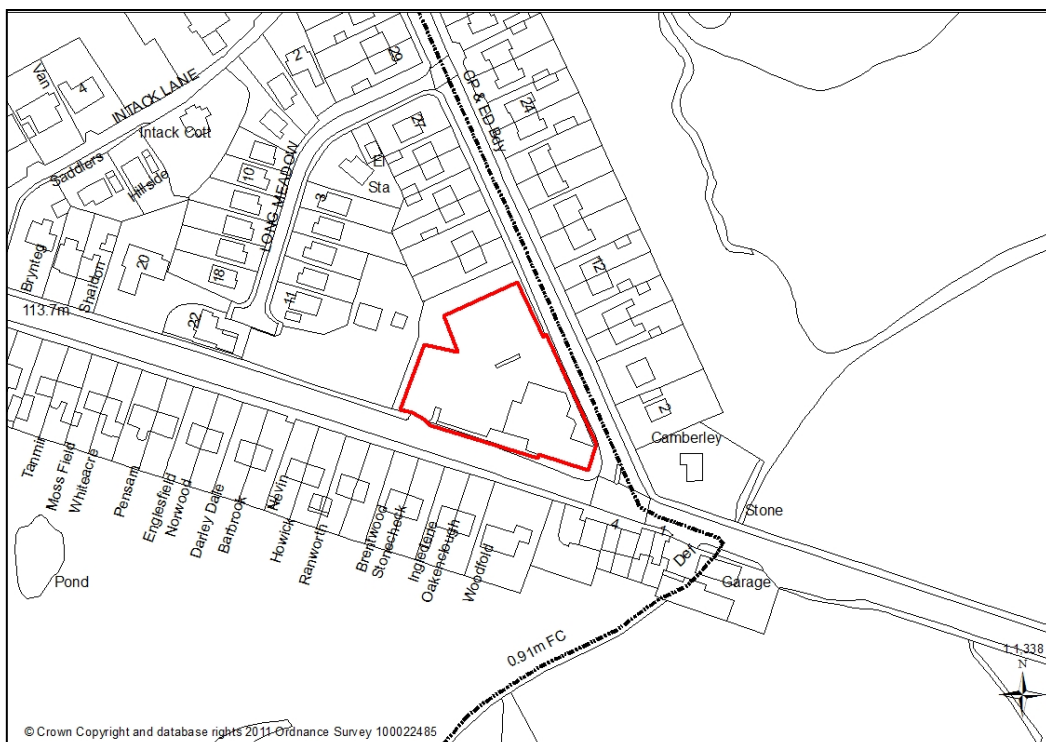 Van
4
2
29
INTACK LANE
Intack Cott
CP & ED Bdy
24
27
El
Sta
Saddlers
Hillside
10
LONG MEADOW
3
Brynteg
Shaldon
20
18
11
12
113.7m
22
2
Camberley
Stone
Tanmir
Moss Field
Whiteacre
Pensam
Englesfield
Norwood
Darley Dale
Barbrook
Nevin
Howick
Ranworth
Brentwood
Stonecheck
Ingledene
Oakenclough
Woodfold
4
1
Def
Garage
Pond
0.91m FC
1:1,338
N
© Crown Copyright and database rights 2011 Ordnance Survey 100022485